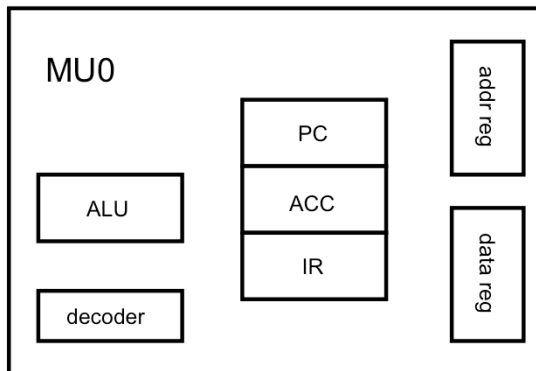 MU0
PC
ACC
IR
ALU
decoder
addr reg
data reg